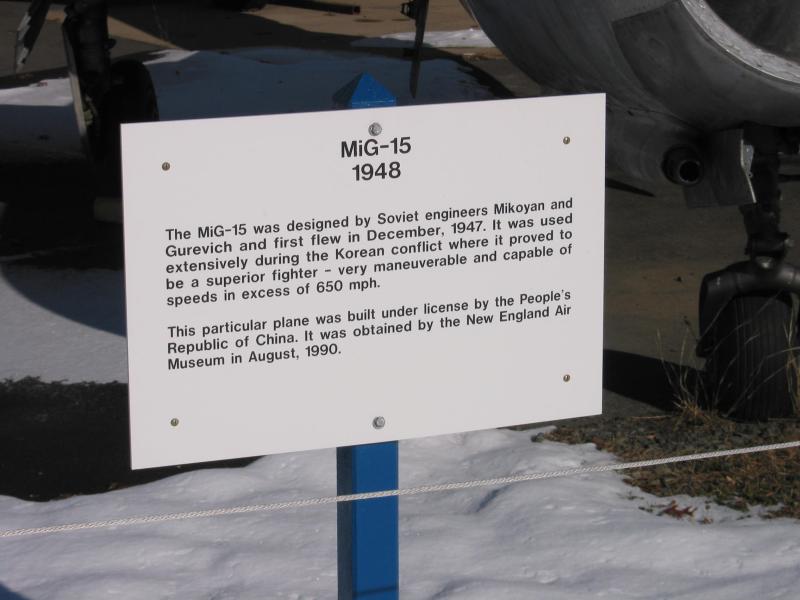 MiG-15
1948
The MiG-15 was designed by Soviet engineers Mikoyan and
Gurevich and first flew in December, 1947. It was used
extensively during the Korean conflict where it proved to
be a superior fighter - very maneuverable and capable of
speeds in excess of 650 mph.
This particular plane was built under license by the People's
Republic of China. It was obtained by the New England Air
Museum in August, 1990.